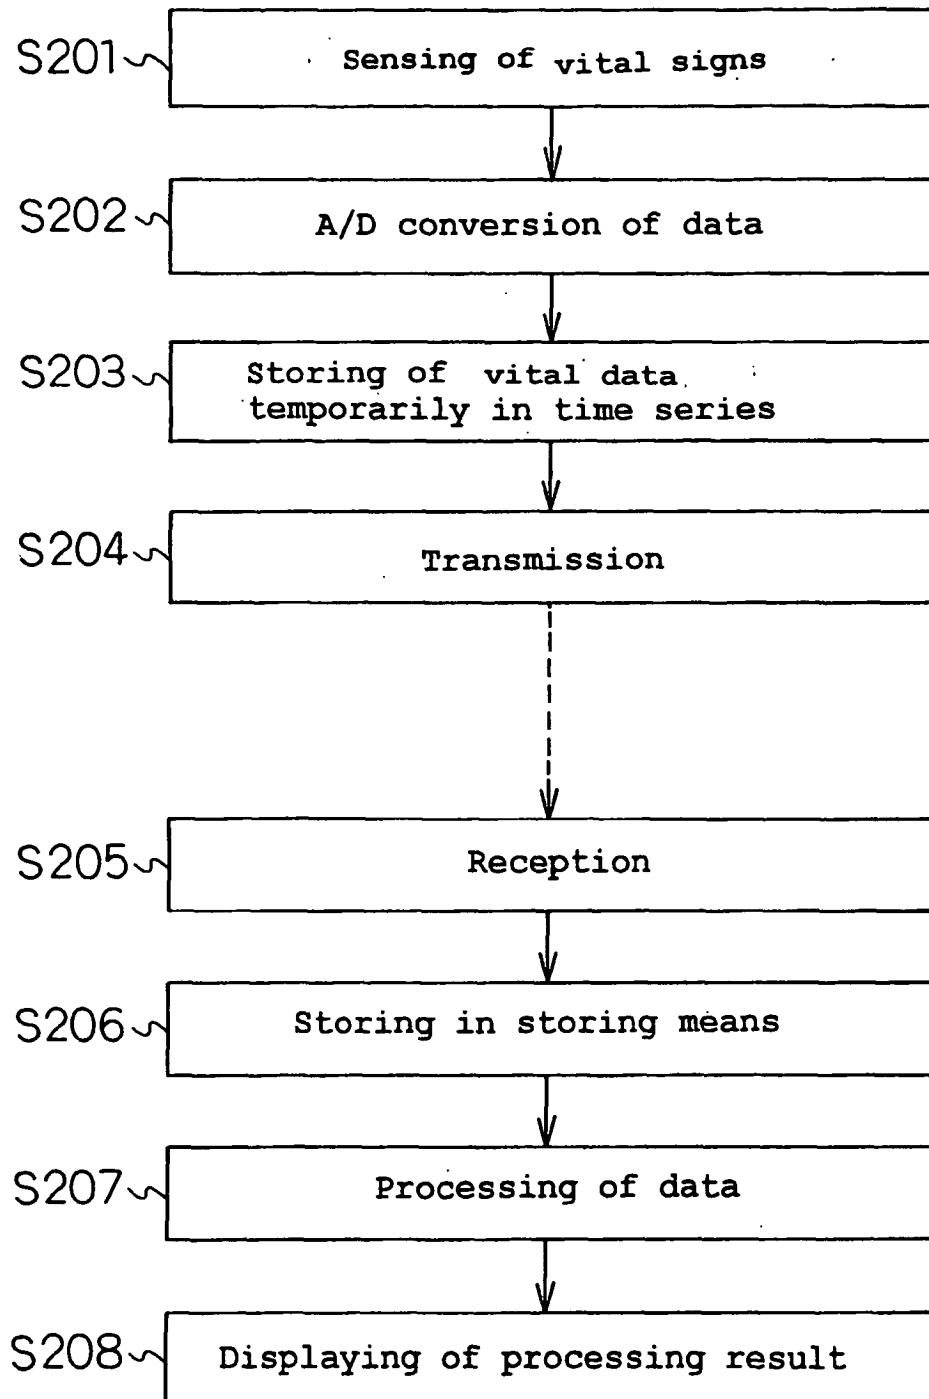 S201 Sensing of vital signs
S202 A/D conversion of data
S203 Storing of vital data
temporarily in time series
S204 Transmission
S205 Reception
S206 Storing in storing means
S207 Processing of data
S208 Displaying of processing result